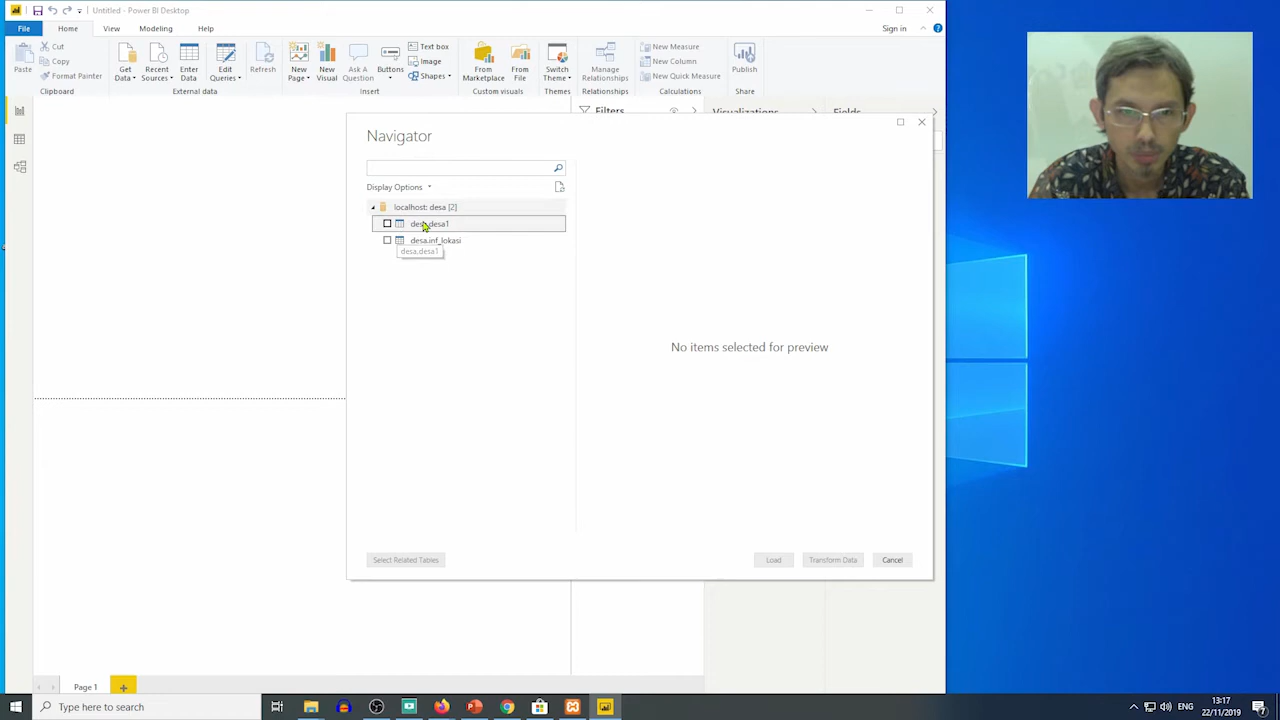 Untitled - Power BI Desktop
File
Home
View
Modeling
Help
Sign in
Paste
Cut
Copy
Format Painter
Clipboard
Get Data
Recent Sources
Enter Data
Edit Queries
External data
Refresh
New Page
New Visual
Ask A Question
Buttons
Text box
Image
Shapes
Insert
From Marketplace
From File
Custom visuals
Switch Theme
Themes
Manage Relationships
Relationships
New Measure
New Column
New Quick Measure
Calculations
Publish
Share
Filters
Visualizations
Fields
Navigator
Display Options
localhost: desa [2]
desa.desa1
desa.inf_lokasi
desa.desa1
No items selected for preview
Select Related Tables
Load
Transform Data
Cancel
Page 1
Type here to search
ENG
13:17
22/11/2019